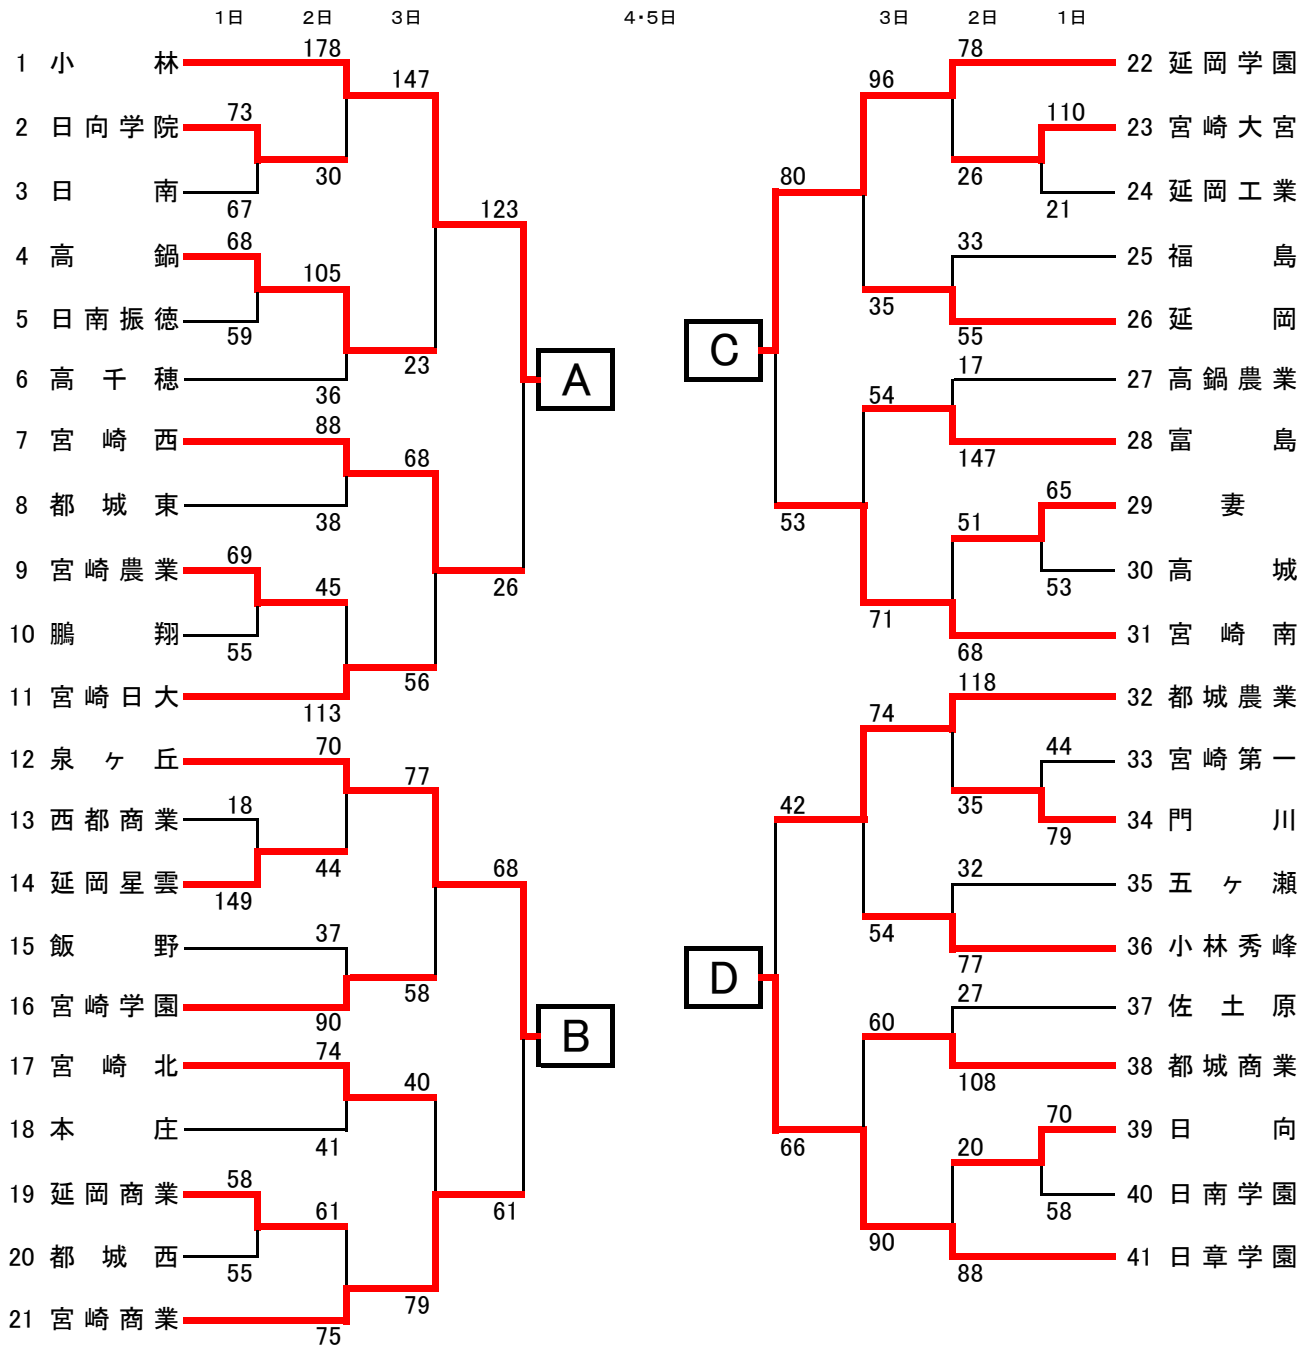 1日 2日 3日 4・5日 3日 2日 1日
178 78
1 小林 22 延岡学園
147 96
73 110
2 日向学院 23 宮崎大宮
30 80 26
3 日南 24 延岡工業
67 123 21
68 33
4 高鍋 25 福島
105
35
5 日南振徳 26 延岡
59 55
C
23 17
6 高千穂 A 27 高鍋農業
36 54
88
7 宮崎西 28 富島
68 147
65
8 都城東 29 妻
38 53 51
69
9 宮崎農業 30 高城
45 26 53
71
10 鵬翔 31 宮崎南
55 68
56 118
11 宮崎日大 32 都城農業
113 74
70 44
12 泉ヶ丘 33 宮崎第一
77
18 42 35
13 西都商業 34 門川
79
44 68 32
14 延岡星雲 35 五ヶ瀬
149
37 54
15 飯野 36 小林秀峰
77
D
58 27
16 宮崎学園 37 佐土原
90 60
B
74
17 宮崎北 38 都城商業
40 108
70
18 本庄 39 日向
41 66 20
58
19 延岡商業 40 日南学園
61 61 58
90
20 都城西 41 日章学園
55 88
79
21 宮崎商業
75